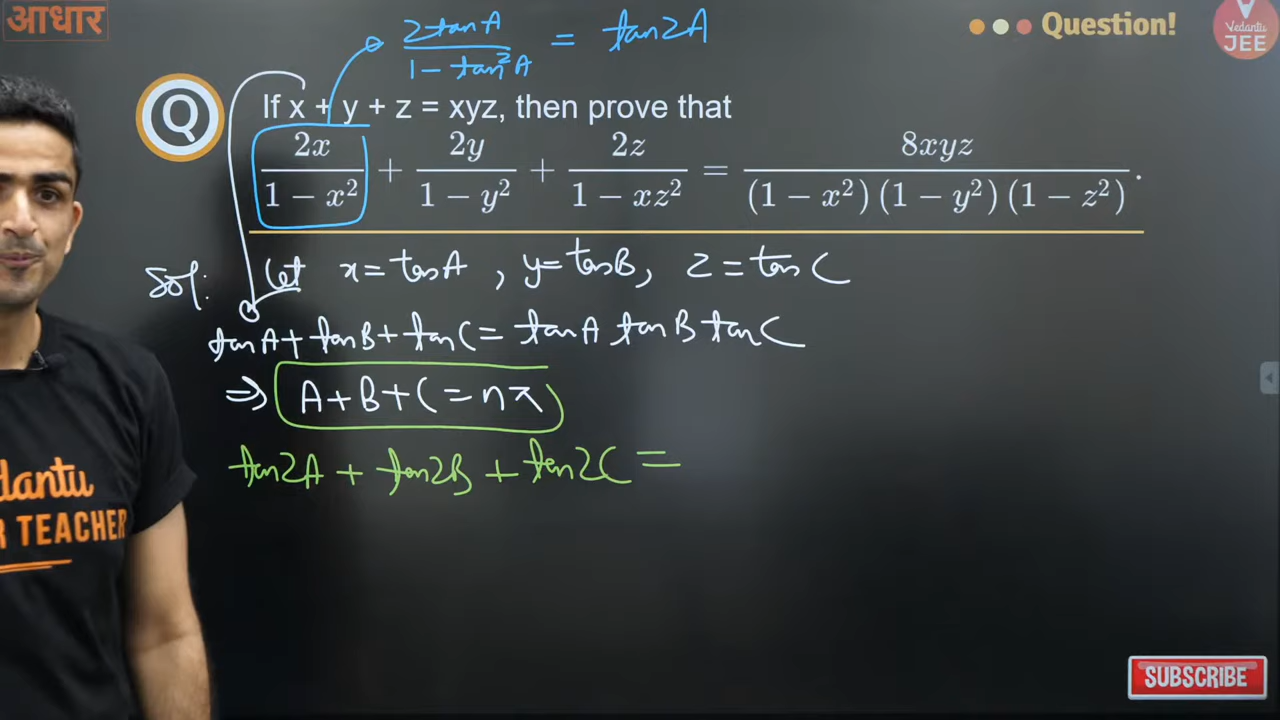 आधार
2tanA / 1 - tan²A = tan2A
Question!
Vedantu
JEE
Q
If x + y + z = xyz, then prove that
2x / 1 − x² + 2y / 1 − y² + 2z / 1 − xz² = 8xyz / (1 − x²)(1 − y²)(1 − z²).
Sol: Let x = tanA , y = tanB, z = tanC
tanA + tanB + tanC = tanA tanB tanC
⇒ A+B+C = nπ
tan2A + tan2B + tan2C =
edantu
R TEACHER
SUBSCRIBE